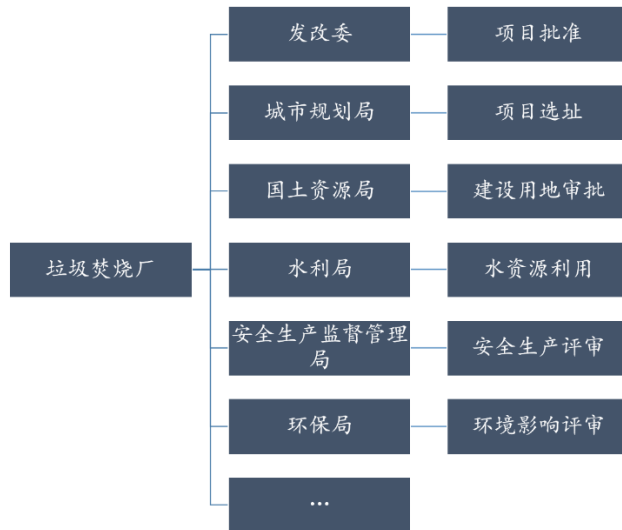 发改委
项目批准
城市规划局
项目选址
国土资源局
建设用地审批
垃圾焚烧厂
水利局
水资源利用
安全生产监督管理
局
安全生产评审
环保局
环境影响评审
...